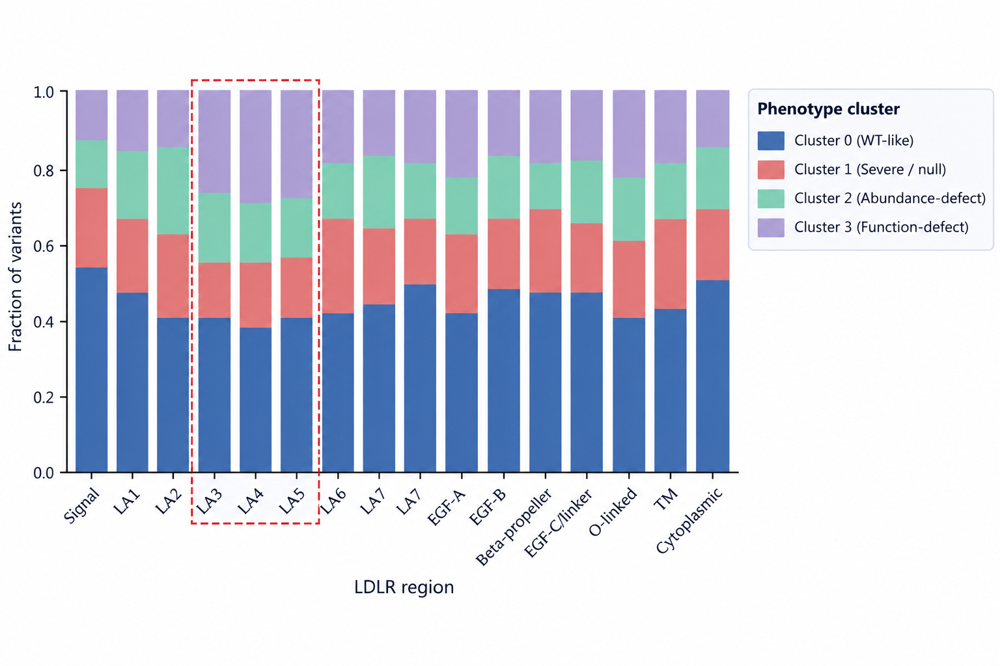 Phenotype cluster
Cluster 0 (WT-like)
Cluster 1 (Severe / null)
Cluster 2 (Abundance-defect)
Cluster 3 (Function-defect)
Fraction of variants
1.0
0.8
0.6
0.4
0.2
0.0
Signal
LA1
LA2
LA3
LA4
LA5
LA6
LA7
LA7
EGF-A
EGF-B
Beta-propeller
EGF-C/linker
O-linked
TM
Cytoplasmic
LDLR region